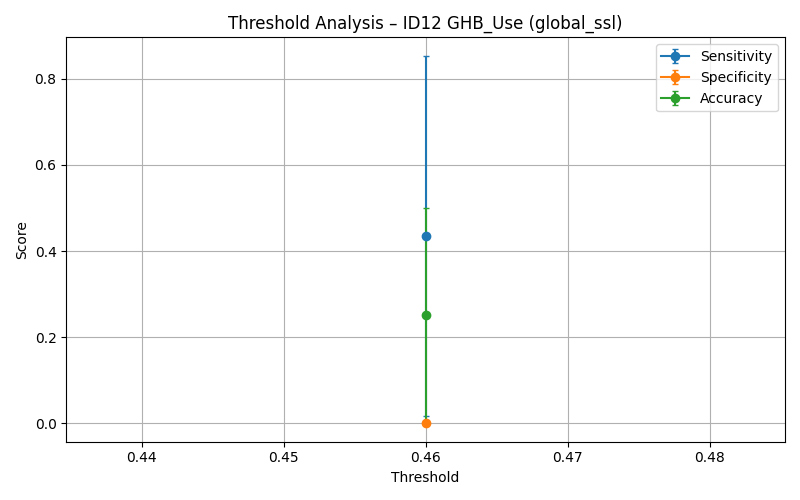 Threshold Analysis – ID12 GHB_Use (global_ssl)
Sensitivity
Specificity
Accuracy
0.8
0.6
0.4
0.2
0.0
Score
0.44
0.45
0.46
0.47
0.48
Threshold